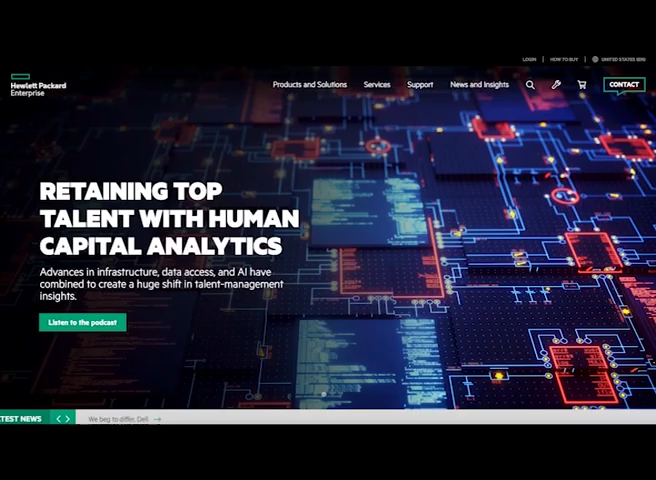 LOGIN | HOW TO BUY | UNITED STATES (EN)
Hewlett Packard
Enterprise
Products and Solutions Services Support News and Insights CONTACT
RETAINING TOP
TALENT WITH HUMAN
CAPITAL ANALYTICS
Advances in infrastructure, data access, and AI have
combined to create a huge shift in talent-management
insights.
Listen to the podcast
TEST NEWS < > We beg to differ, Dell →